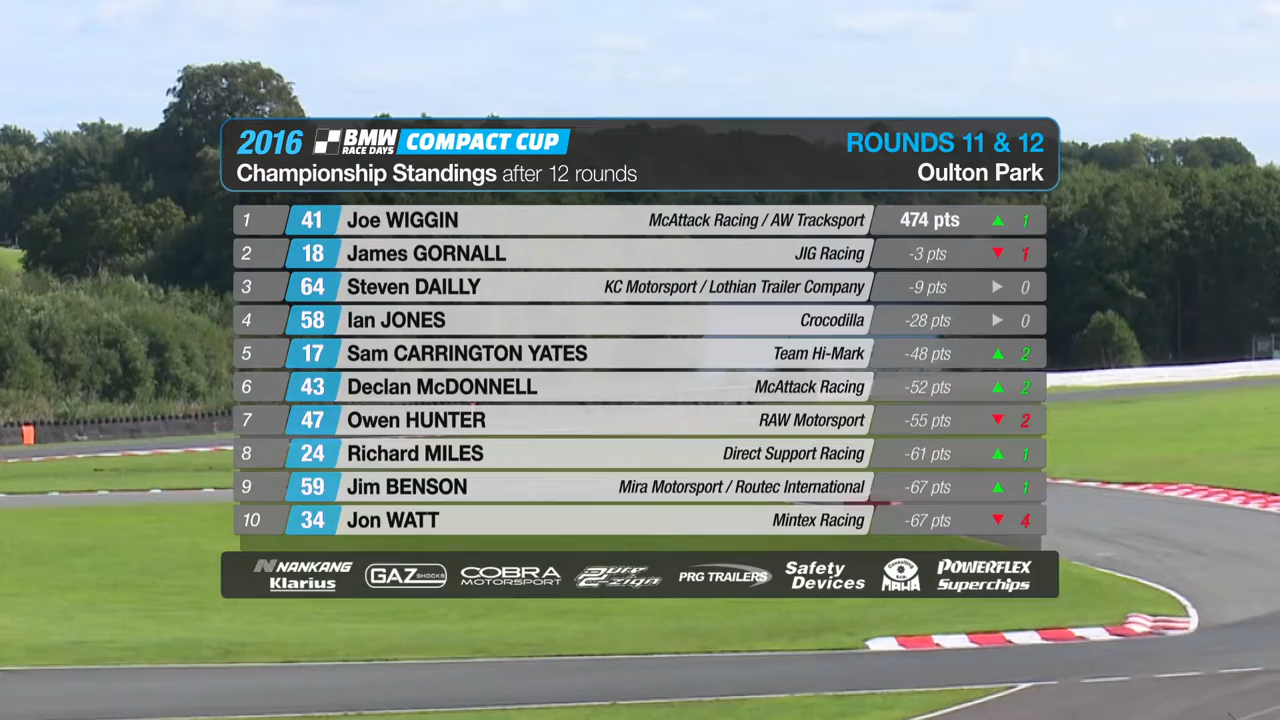 2016 BMW RACE DAYS COMPACT CUP ROUNDS 11 & 12
Championship Standings after 12 rounds Oulton Park
1 41 Joe WIGGIN McAttack Racing / AW Tracksport 474 pts ▲ 1
2 18 James GORNALL JIG Racing -3 pts ▼ 1
3 64 Steven DAILLY KC Motorsport / Lothian Trailer Company -9 pts ▶ 0
4 58 Ian JONES Crocodilla -28 pts ▶ 0
5 17 Sam CARRINGTON YATES Team Hi-Mark -48 pts ▲ 2
6 43 Declan McDONNELL McAttack Racing -52 pts ▲ 2
7 47 Owen HUNTER RAW Motorsport -55 pts ▼ 2
8 24 Richard MILES Direct Support Racing -61 pts ▲ 1
9 59 Jim BENSON Mira Motorsport / Routec International -67 pts ▲ 1
10 34 Jon WATT Mintex Racing -67 pts ▼ 4
NANKANG Klarius GAZ SHOCKS COBRA MOTORSPORT Pure C-zign PRG TRAILERS Safety Devices MAHA POWERFLEX Superchips